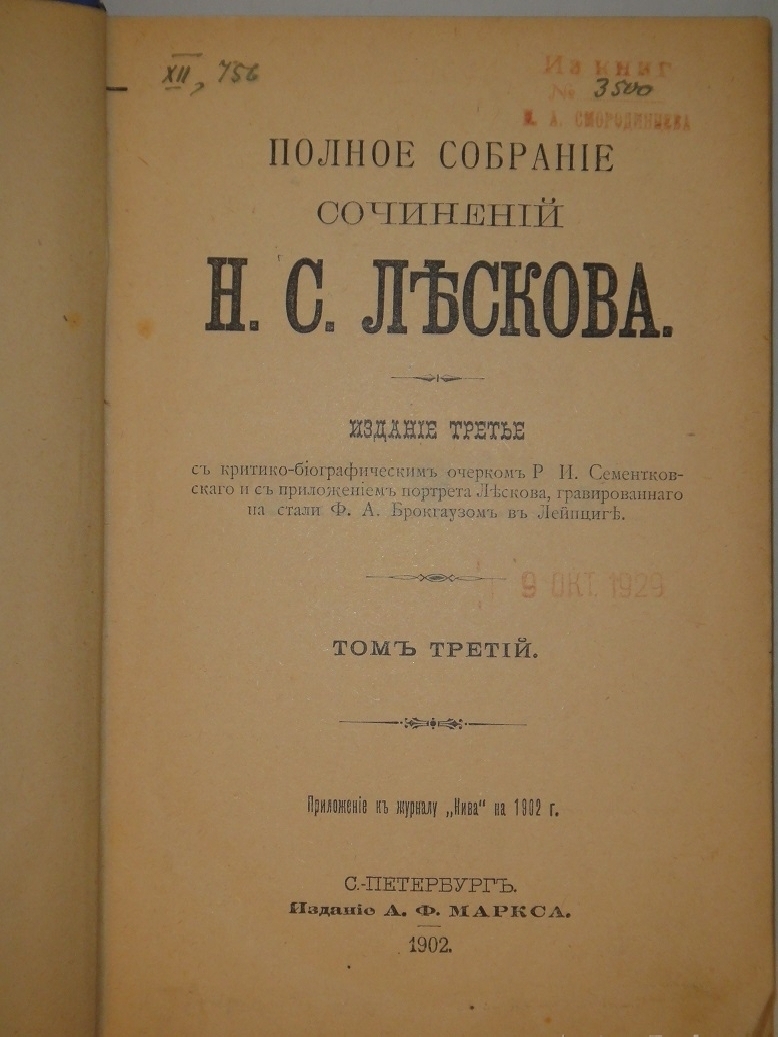 XII, 756
Из книг
№ 3500
А. СМОРОДИНЦЕВА
ПОЛНОЕ СОБРАНІЕ
СОЧИНЕНІЙ
Н. С. ЛѢСКОВА.
ИЗДАНІЕ ТРЕТЬЕ
съ критико-біографическимъ очеркомъ Р И. Сементков-
скаго и съ приложеніемъ портрета Лѣскова, гравированнаго
на стали Ф. А. Брокгаузомъ въ Лейпцигѣ.
9 ОКТ. 1929
ТОМЪ ТРЕТІЙ.
Приложеніе къ журналу „Нива“ на 1902 г.
С.-ПЕТЕРБУРГЪ.
Изданіе А. Ф. МАРКСА.
1902.